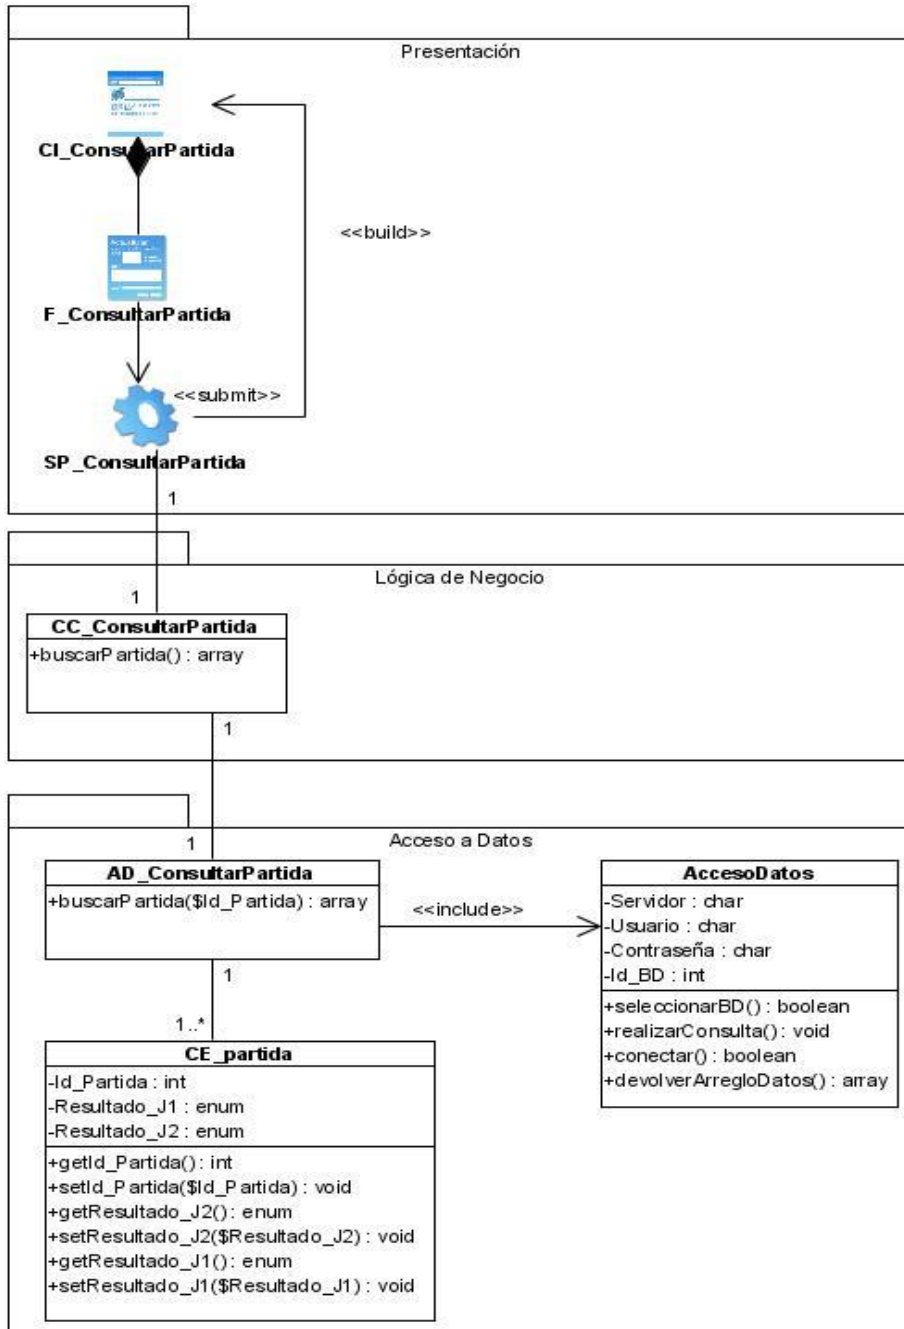 Presentación
CI_ConsultarPartida
<<build>>
F_ConsultarPartida
<<submit>>
SP_ConsultarPartida
1
Lógica de Negocio
1
CC_ConsultarPartida
+buscarPartida() : array
1
Acceso a Datos
1
AD_ConsultarPartida
+buscarPartida($Id_Partida) : array
<<include>>
AccesoDatos
-Servidor : char
-Usuario : char
-Contraseña : char
-Id_BD : int
+seleccionarBD() : boolean
+realizarConsulta() : void
+conectar() : boolean
+devolverArregloDatos() : array
1
1..*
CE_partida
-Id_Partida : int
-Resultado_J1 : enum
-Resultado_J2 : enum
+getId_Partida() : int
+setId_Partida($Id_Partida) : void
+getResultado_J2() : enum
+setResultado_J2($Resultado_J2) : void
+getResultado_J1() : enum
+setResultado_J1($Resultado_J1) : void